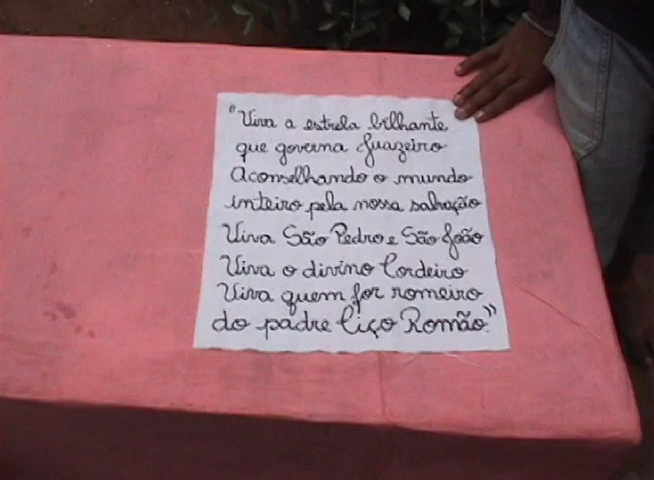 "Viva a estrela bilhante
que governa Juazeiro
Aconselhando o mundo
inteiro pela nossa salvação
Viva São Pedro e São João
Viva o divino Cordeiro
Viva quem for romeiro
do padre Ciço Romão."